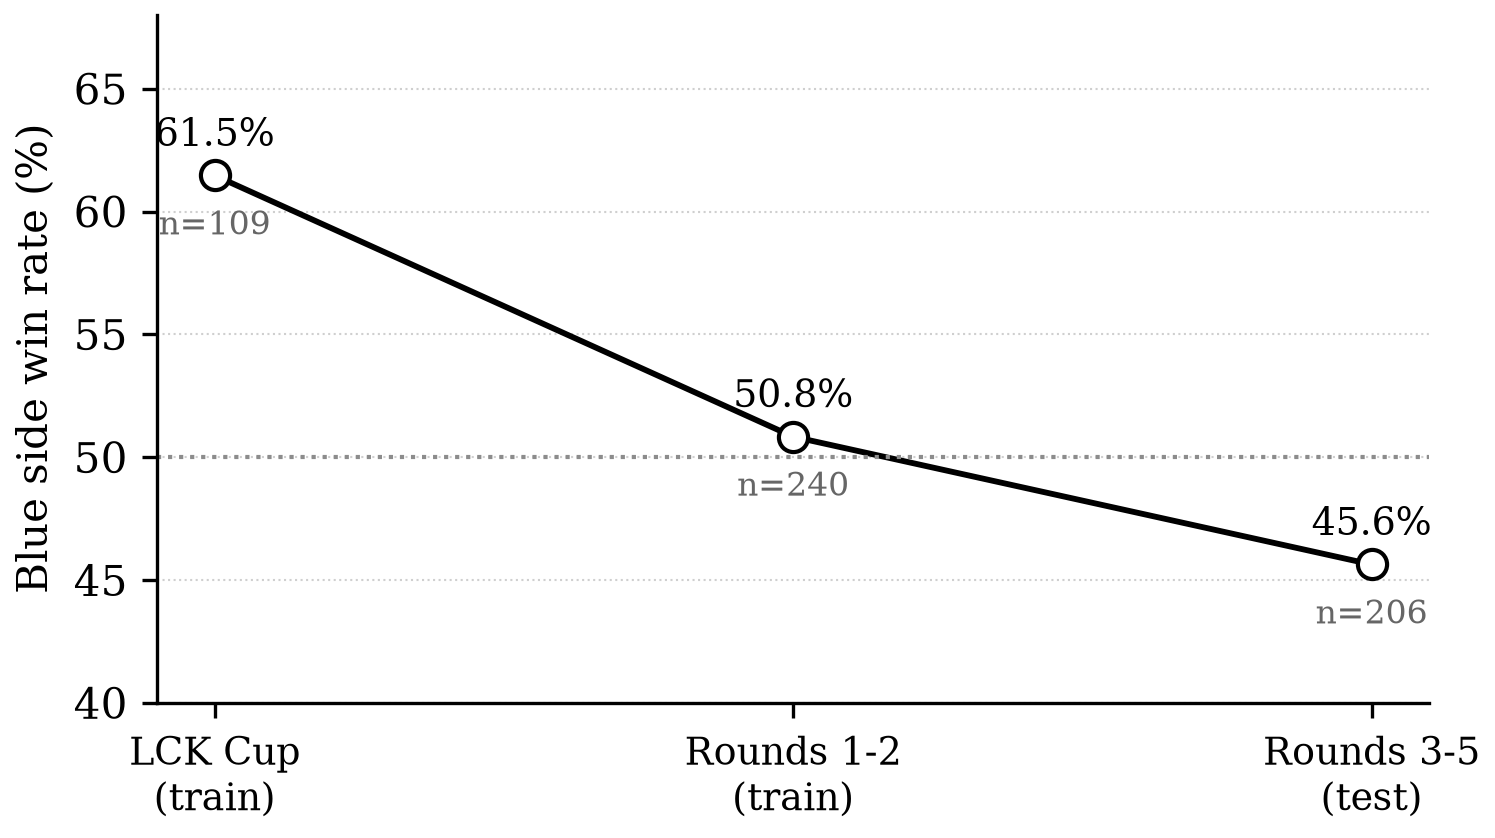 Blue side win rate (%)
65
60
55
50
45
40
61.5%
n=109
50.8%
n=240
45.6%
n=206
LCK Cup
(train)
Rounds 1-2
(train)
Rounds 3-5
(test)